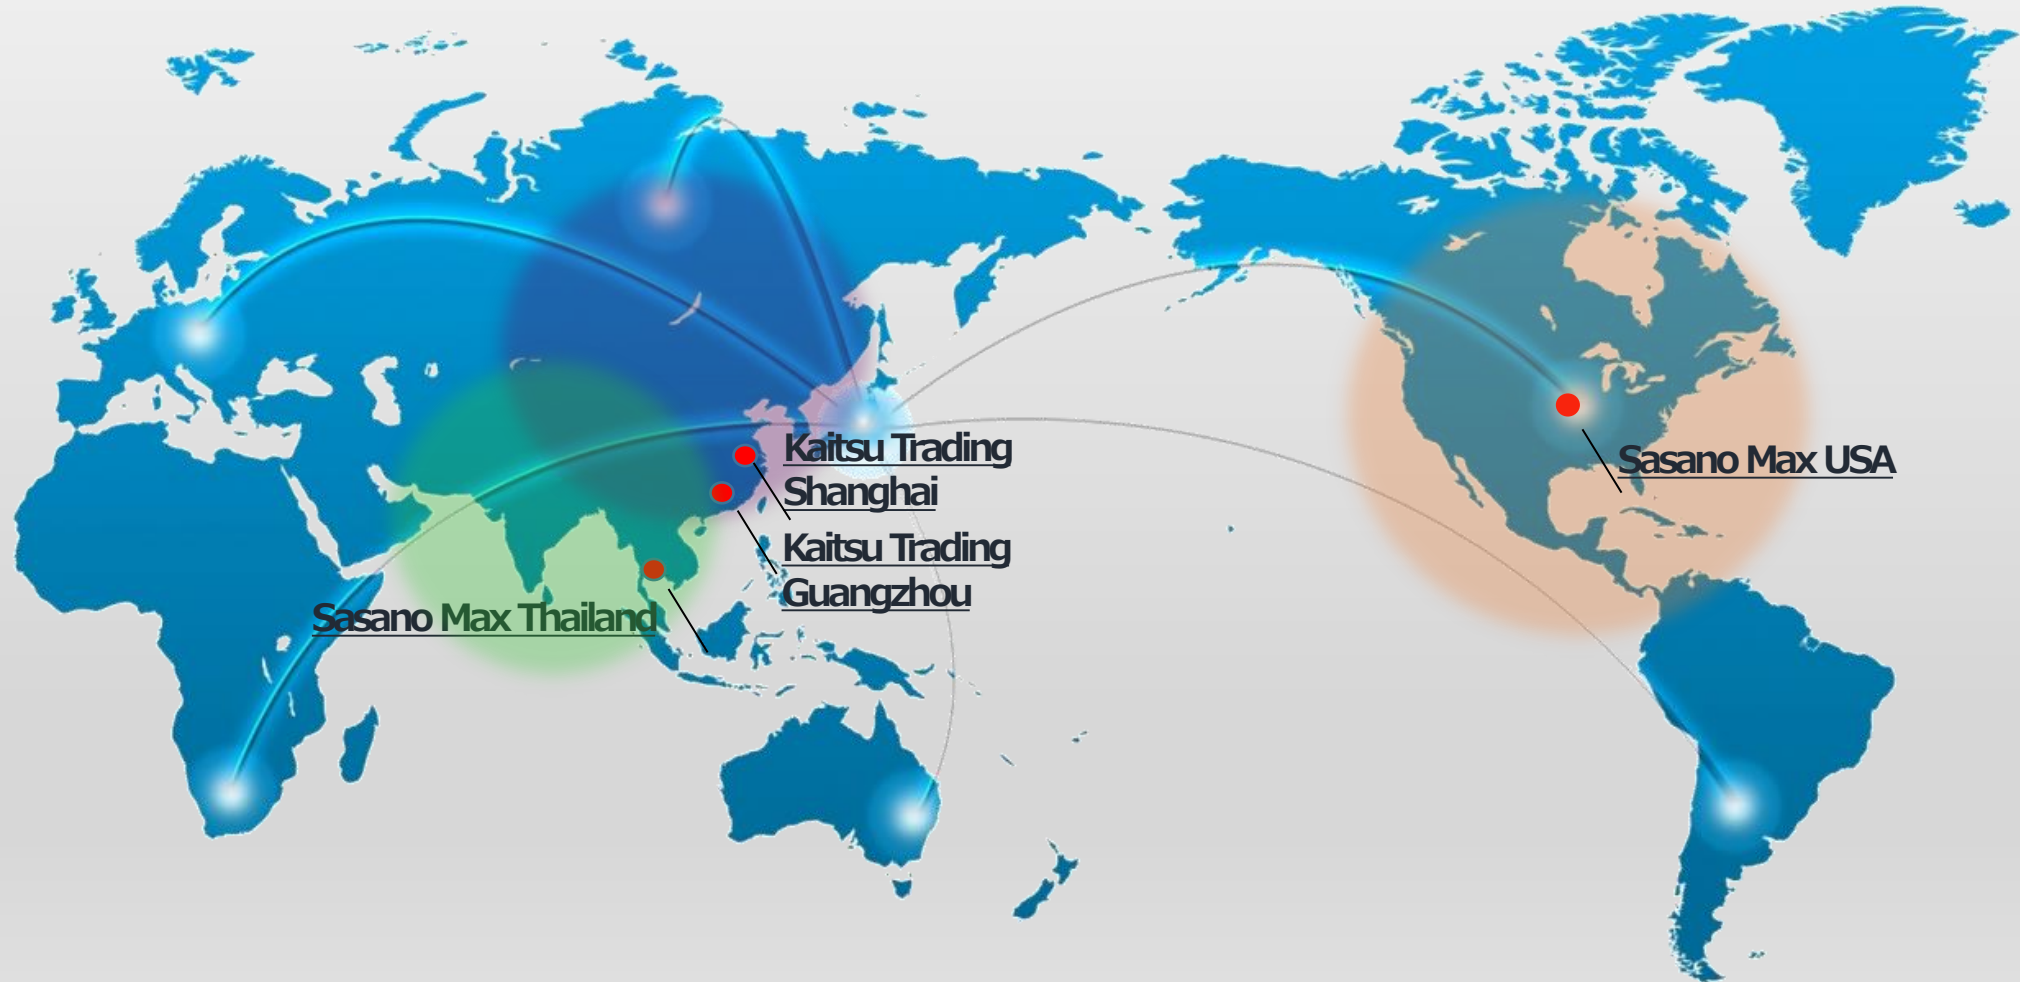 Kaitsu Trading
Shanghai
Sasano Max USA
Kaitsu Trading
Guangzhou
Sasano Max Thailand